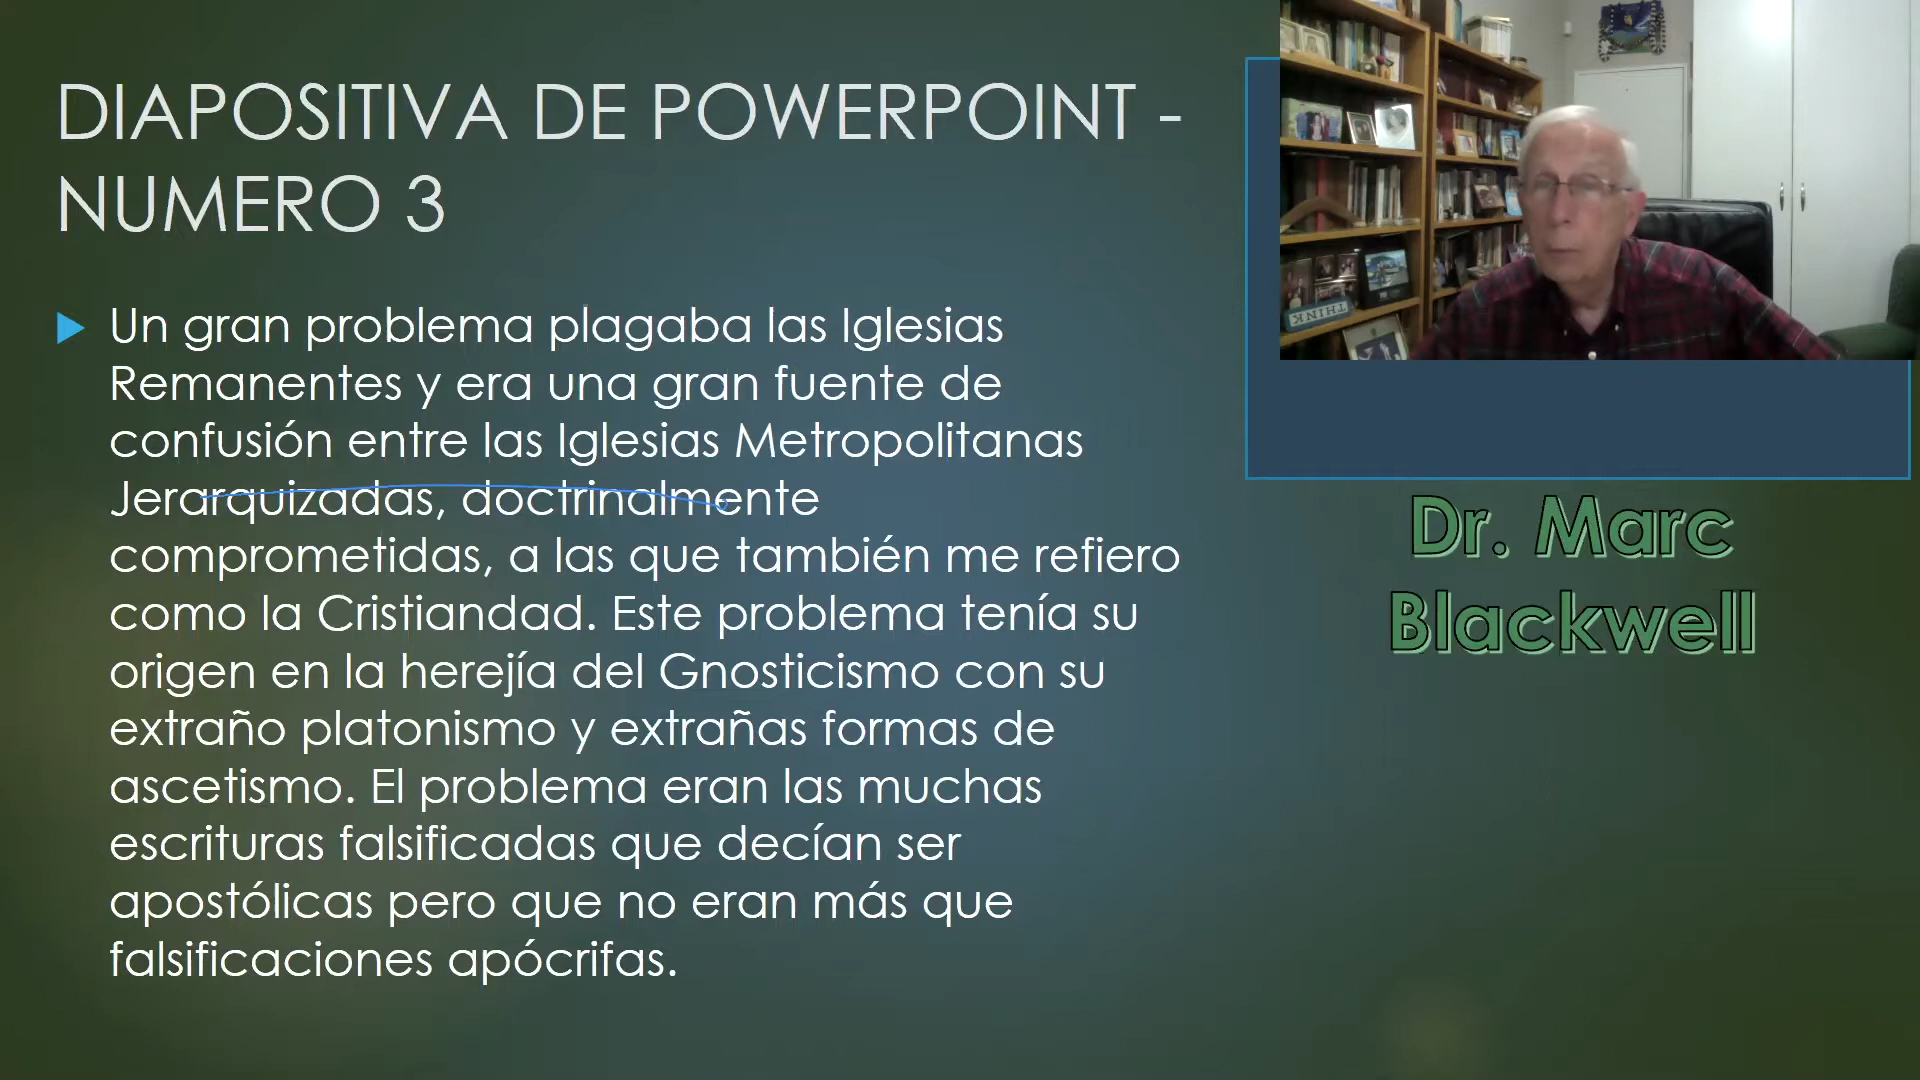 DIAPOSITIVA DE POWERPOINT -
NUMERO 3
Un gran problema plagaba las Iglesias
Remanentes y era una gran fuente de
confusión entre las Iglesias Metropolitanas
Jerarquizadas, doctrinalmente
comprometidas, a las que también me refiero
como la Cristiandad. Este problema tenía su
origen en la herejía del Gnosticismo con su
extraño platonismo y extrañas formas de
ascetismo. El problema eran las muchas
escrituras falsificadas que decían ser
apostólicas pero que no eran más que
falsificaciones apócrifas.
THINK
Dr. Marc
Blackwell